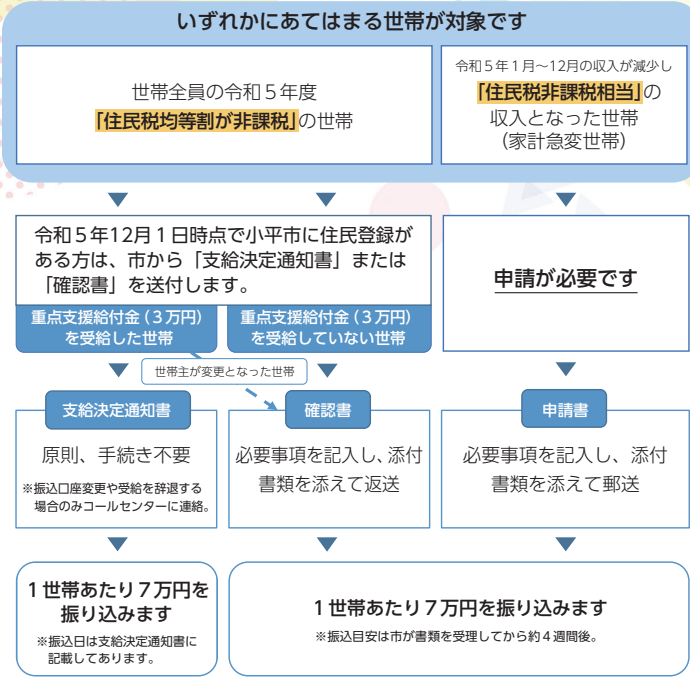 いずれかにあてはまる世帯が対象です
世帯全員の令和５年度
「住民税均等割が非課税」の世帯
令和５年１月～12月の収入が減少し
「住民税非課税相当」の
収入となった世帯
（家計急変世帯）
令和５年12月１日時点で小平市に住民登録が
ある方は、市から「支給決定通知書」または
「確認書」を送付します。
重点支援給付金（３万円）
を受給した世帯
重点支援給付金（３万円）
を受給していない世帯
申請が必要です
世帯主が変更となった世帯
支給決定通知書
原則、手続き不要
※振込口座変更や受給を辞退する
場合のみコールセンターに連絡。
確認書
必要事項を記入し、添付
書類を添えて返送
申請書
必要事項を記入し、添付
書類を添えて郵送
１世帯あたり７万円を
振り込みます
※振込日は支給決定通知書に
記載してあります。
１世帯あたり７万円を振り込みます
※振込目安は市が書類を受理してから約４週間後。